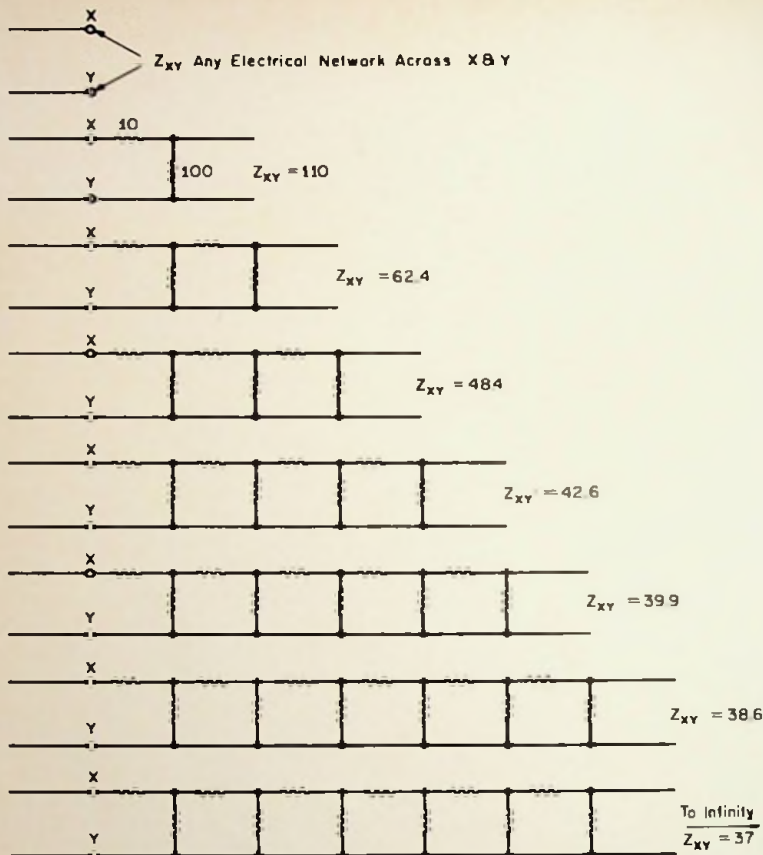 X
Z_XY Any Electrical Network Across X & Y
Y
X 10
100 Z_XY = 110
Y
X
Z_XY = 62.4
Y
X
Z_XY = 48.4
Y
X
Z_XY = 42.6
Y
X
Z_XY = 39.9
Y
X
Z_XY = 38.6
Y
X
To Infinity
Y Z_XY = 37